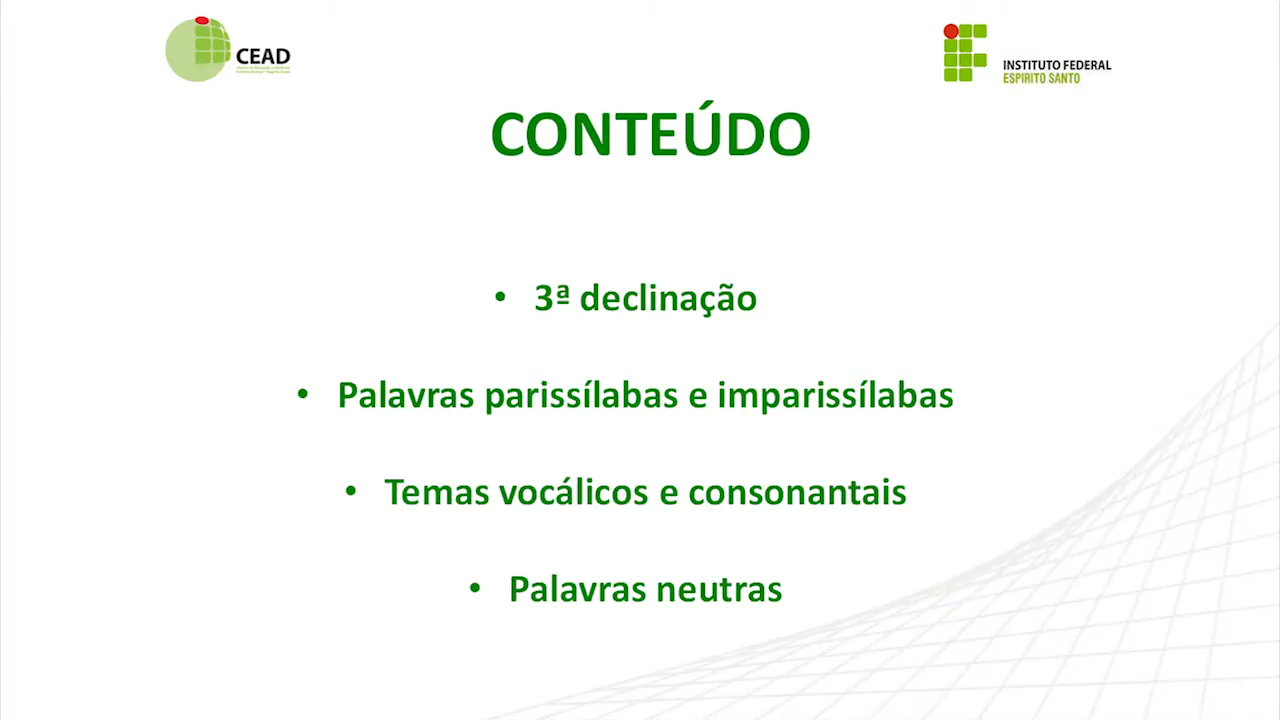 CEAD
INSTITUTO FEDERAL
ESPIRITO SANTO
CONTEÚDO
• 3ª declinação
• Palavras parissílabas e imparissílabas
• Temas vocálicos e consonantais
• Palavras neutras